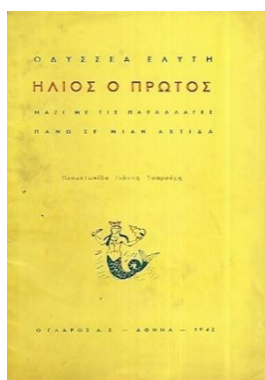 ΟΔΥΣΣΕΑ ΕΛΥΤΗ
ΗΛΙΟΣ Ο ΠΡΩΤΟΣ
ΜΑΖΙ ΜΕ ΤΙΣ ΠΑΡΑΛΛΑΓΕΣ
ΠΑΝΩ ΣΕ ΜΙΑΝ ΑΧΤΙΔΑ
Προμετωπίδα Γιάννη Τσαρούχη
Ο ΓΛΑΡΟΣ Α.Ε. — ΑΘΗΝΑ — 1943